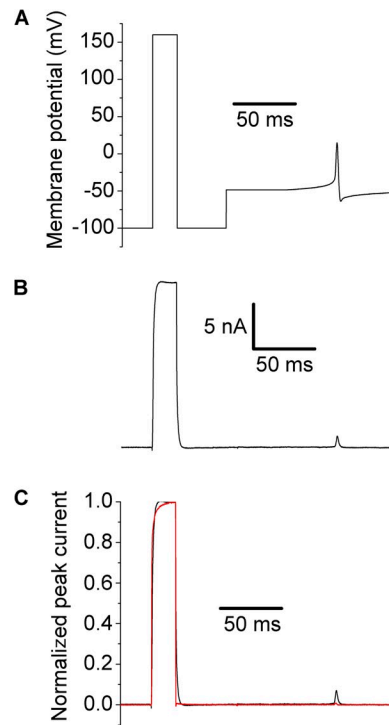 A
Membrane potential (mV)
150
100
50
0
-50
-100
50 ms
B
5 nA
50 ms
C
Normalized peak current
1.0
0.8
0.6
0.4
0.2
0.0
50 ms